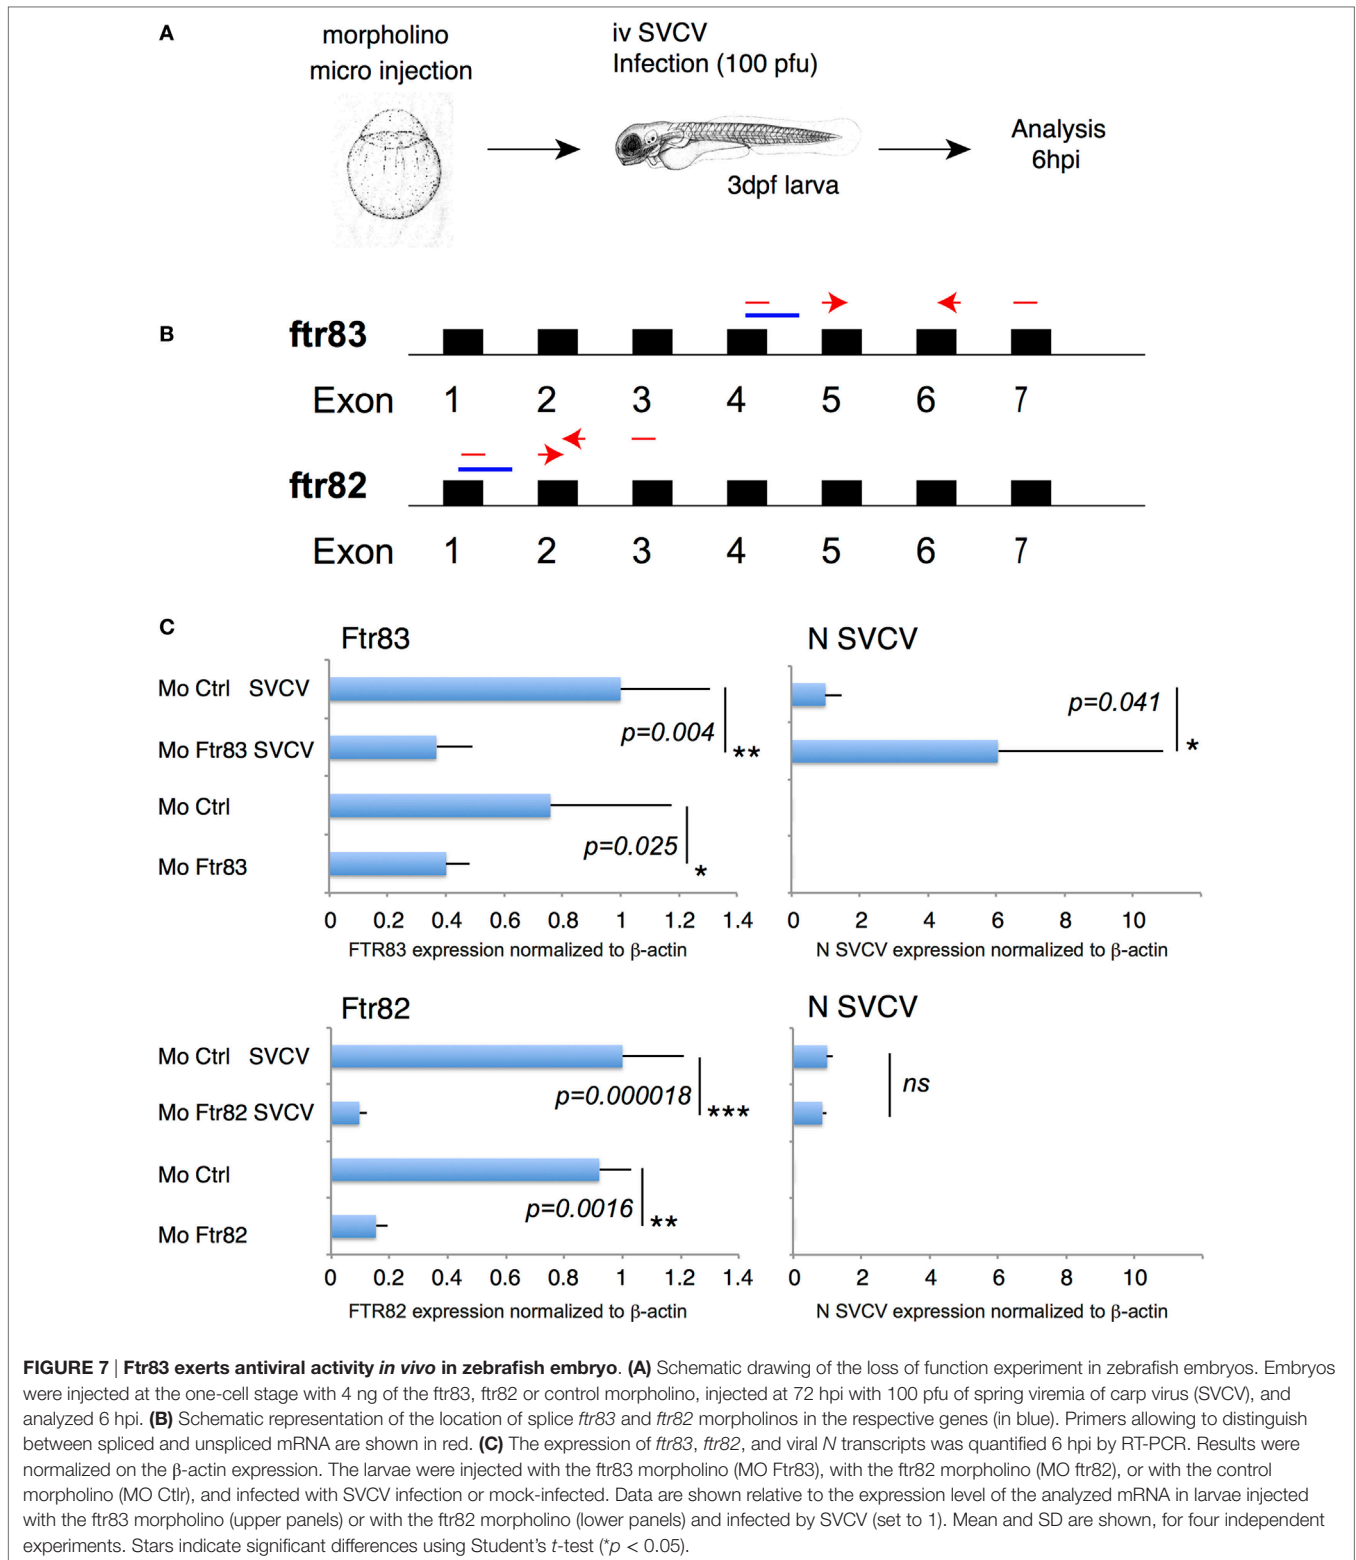 A
morpholino
micro injection
iv SVCV
Infection (100 pfu)
3dpf larva
Analysis
6hpi
B
ftr83
Exon 1 2 3 4 5 6 7
ftr82
Exon 1 2 3 4 5 6 7
C
Ftr83
Mo Ctrl SVCV
Mo Ftr83 SVCV
Mo Ctrl
Mo Ftr83
p=0.004
**
p=0.025
*
0 0.2 0.4 0.6 0.8 1 1.2 1.4
FTR83 expression normalized to β-actin
N SVCV
p=0.041
*
0 2 4 6 8 10
N SVCV expression normalized to β-actin
Ftr82
Mo Ctrl SVCV
Mo Ftr82 SVCV
Mo Ctrl
Mo Ftr82
p=0.000018
***
p=0.0016
**
0 0.2 0.4 0.6 0.8 1 1.2 1.4
FTR82 expression normalized to β-actin
N SVCV
ns
0 2 4 6 8 10
N SVCV expression normalized to β-actin
FIGURE 7 | Ftr83 exerts antiviral activity in vivo in zebrafish embryo. (A) Schematic drawing of the loss of function experiment in zebrafish embryos. Embryos
were injected at the one-cell stage with 4 ng of the ftr83, ftr82 or control morpholino, injected at 72 hpi with 100 pfu of spring viremia of carp virus (SVCV), and
analyzed 6 hpi. (B) Schematic representation of the location of splice ftr83 and ftr82 morpholinos in the respective genes (in blue). Primers allowing to distinguish
between spliced and unspliced mRNA are shown in red. (C) The expression of ftr83, ftr82, and viral N transcripts was quantified 6 hpi by RT-PCR. Results were
normalized on the β-actin expression. The larvae were injected with the ftr83 morpholino (MO Ftr83), with the ftr82 morpholino (MO ftr82), or with the control
morpholino (MO Ctlr), and infected with SVCV infection or mock-infected. Data are shown relative to the expression level of the analyzed mRNA in larvae injected
with the ftr83 morpholino (upper panels) or with the ftr82 morpholino (lower panels) and infected by SVCV (set to 1). Mean and SD are shown, for four independent
experiments. Stars indicate significant differences using Student's t-test (*p < 0.05).